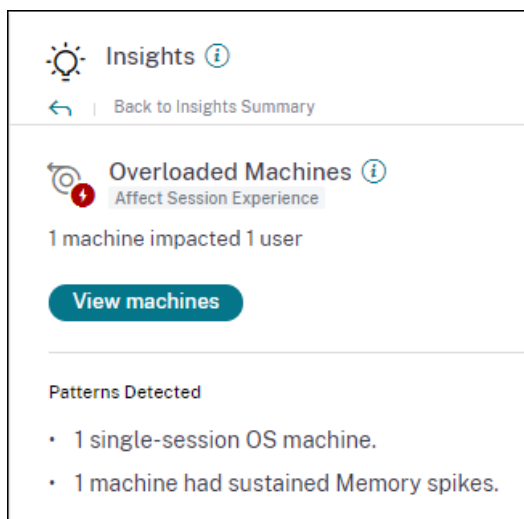 Insights
Back to Insights Summary
Overloaded Machines
Affect Session Experience
1 machine impacted 1 user
View machines
Patterns Detected
• 1 single-session OS machine.
• 1 machine had sustained Memory spikes.